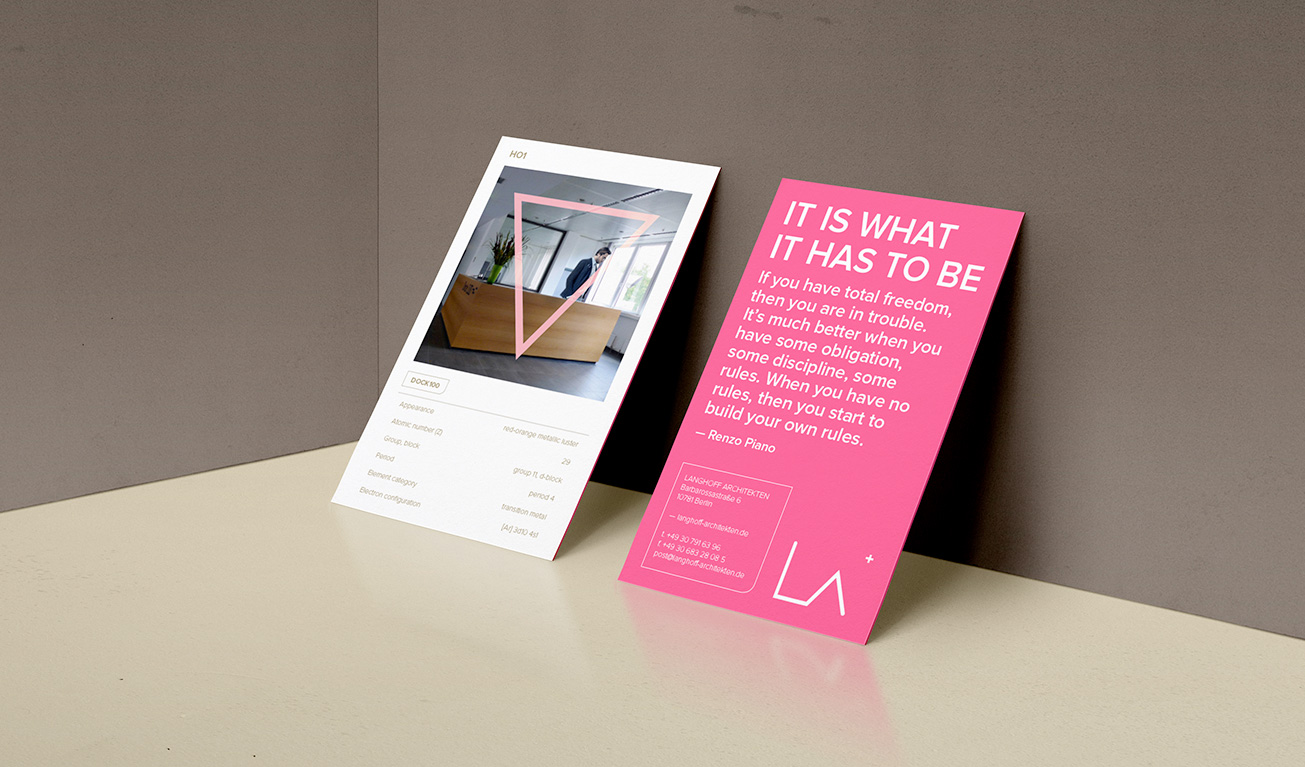 HO1
DOCK100
Appearance red-orange metallic luster
Atomic number (Z) 29
Group, block group 11, d-block
Period period 4
Element category transition metal
Electron configuration [Ar] 3d10 4s1
IT IS WHAT
IT HAS TO BE
If you have total freedom,
then you are in trouble.
It's much better when you
have some obligation,
some discipline, some
rules. When you have no
rules, then you start to
build your own rules.
— Renzo Piano
LANGHOFF ARCHITEKTEN
Barbarossastraße 6
10781 Berlin
— langhoff-architekten.de
t. +49 30 791 63 96
f. +49 30 683 28 08 5
post@langhoff-architekten.de
LA+